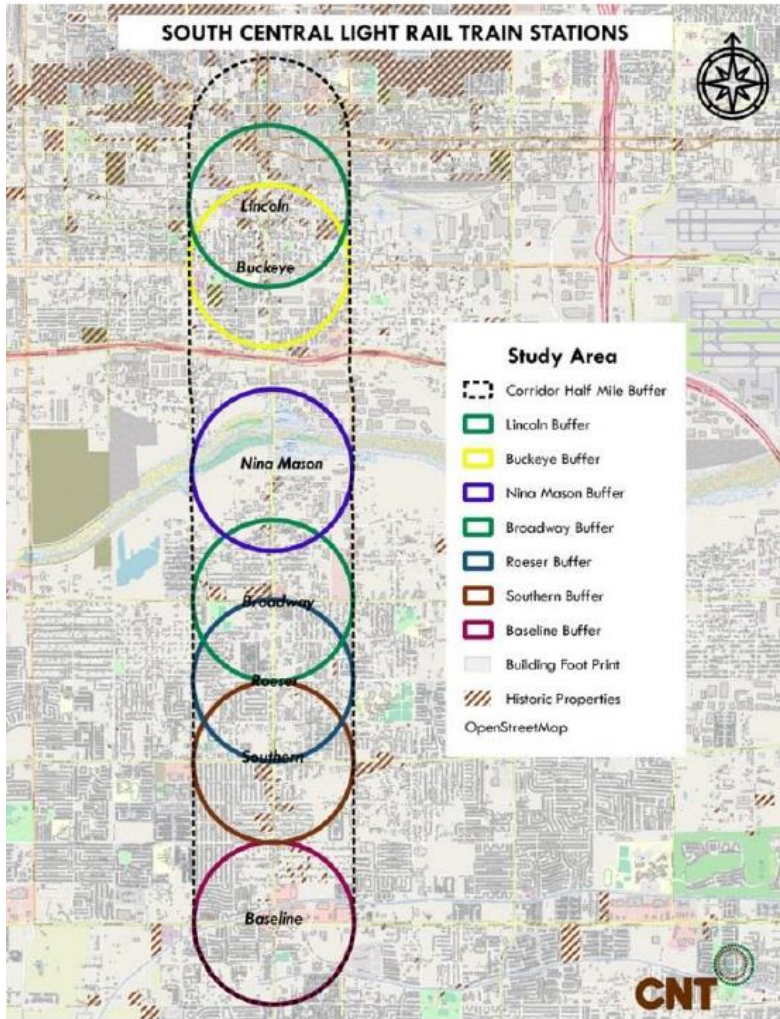 SOUTH CENTRAL LIGHT RAIL TRAIN STATIONS
Lincoln
Buckeye
Nina Mason
Broadway
Roeser
Southern
Baseline
Study Area
Corridor Half Mile Buffer
Lincoln Buffer
Buckeye Buffer
Nina Mason Buffer
Broadway Buffer
Roeser Buffer
Southern Buffer
Baseline Buffer
Building Foot Print
Historic Properties
OpenStreetMap
CNT